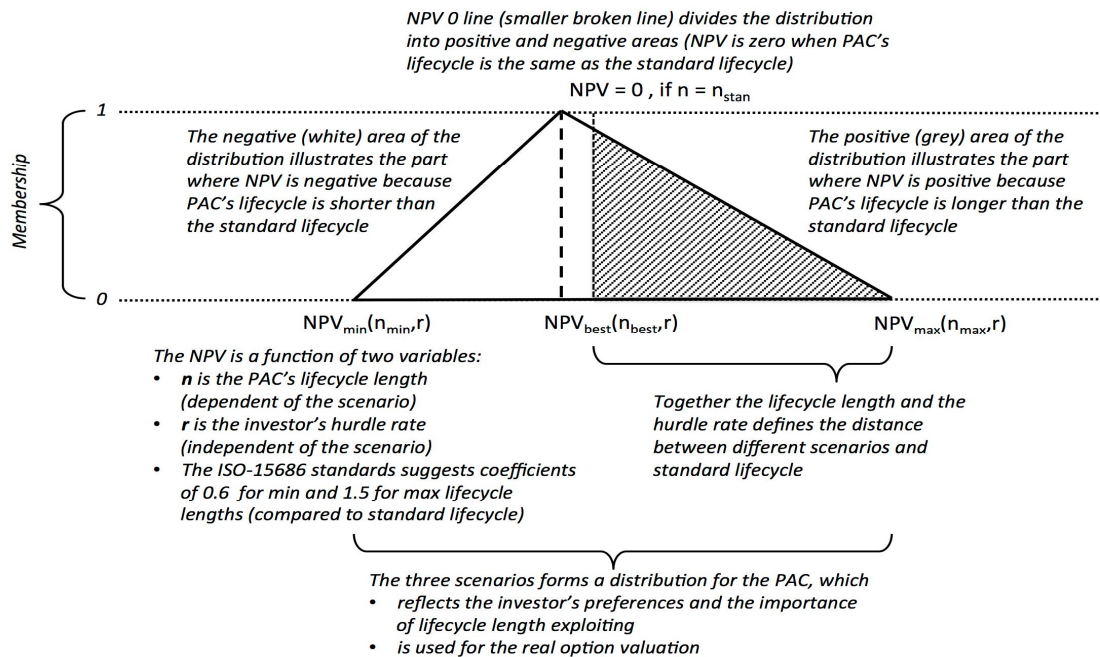 NPV 0 line (smaller broken line) divides the distribution
into positive and negative areas (NPV is zero when PAC’s
lifecycle is the same as the standard lifecycle)
NPV = 0 , if n = nstan
Membership
1
0
The negative (white) area of the
distribution illustrates the part
where NPV is negative because
PAC’s lifecycle is shorter than
the standard lifecycle
The positive (grey) area of the
distribution illustrates the part
where NPV is positive because
PAC’s lifecycle is longer than the
standard lifecycle
NPVmin(nmin,r)
NPVbest(nbest,r)
NPVmax(nmax,r)
The NPV is a function of two variables:
• n is the PAC’s lifecycle length
(dependent of the scenario)
• r is the investor’s hurdle rate
(independent of the scenario)
• The ISO-15686 standards suggests coefficients
of 0.6 for min and 1.5 for max lifecycle
lengths (compared to standard lifecycle)
Together the lifecycle length and the
hurdle rate defines the distance
between different scenarios and
standard lifecycle
The three scenarios forms a distribution for the PAC, which
• reflects the investor’s preferences and the importance
of lifecycle length exploiting
• is used for the real option valuation